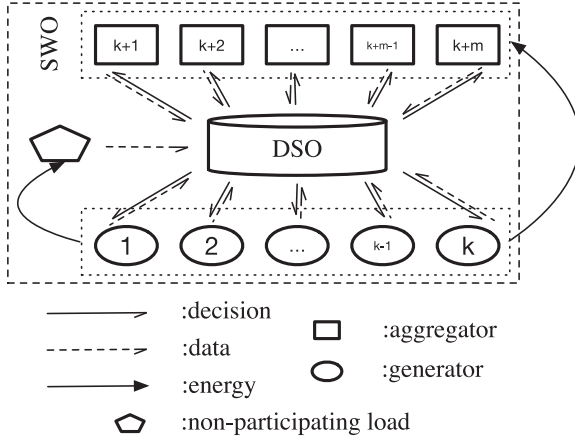 SWO
k+1 k+2 ... k+m-1 k+m
DSO
1 2 ... k-1 k
:decision
:data
:energy
:non-participating load
:aggregator
:generator